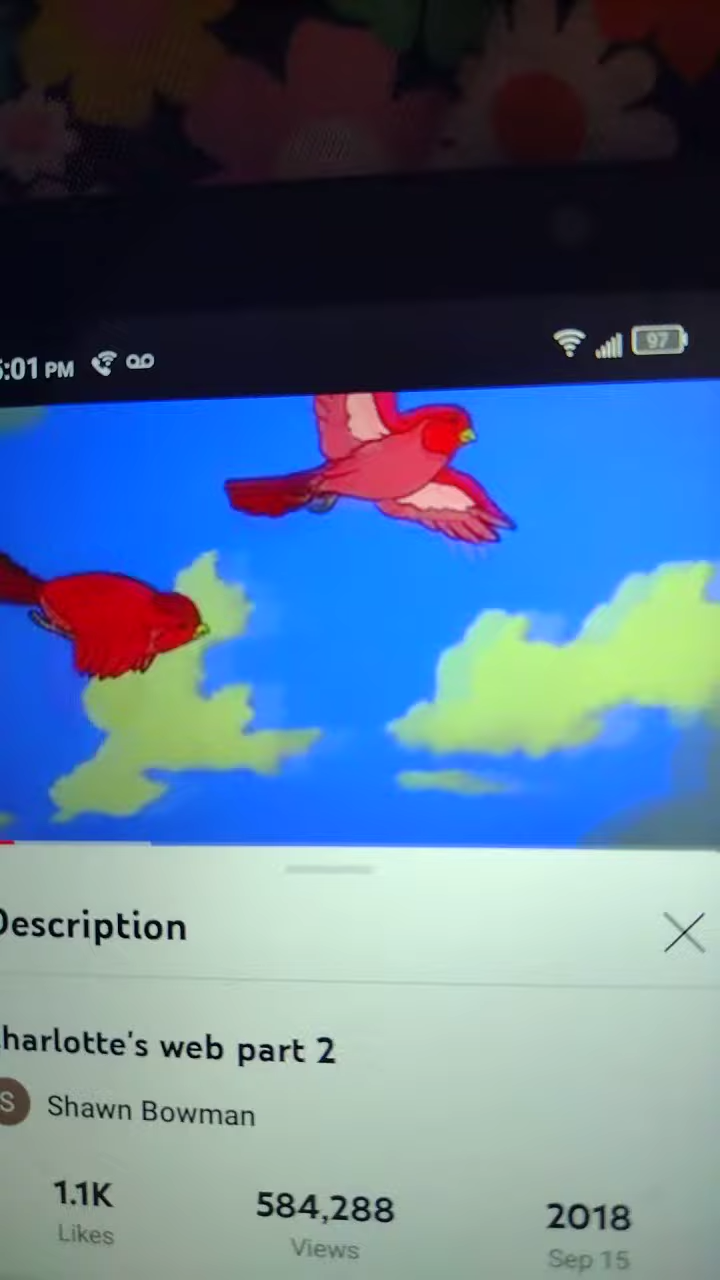 5:01 PM 97
Description
harlotte's web part 2
S Shawn Bowman
1.1K 584,288 2018
Likes Views Sep 15